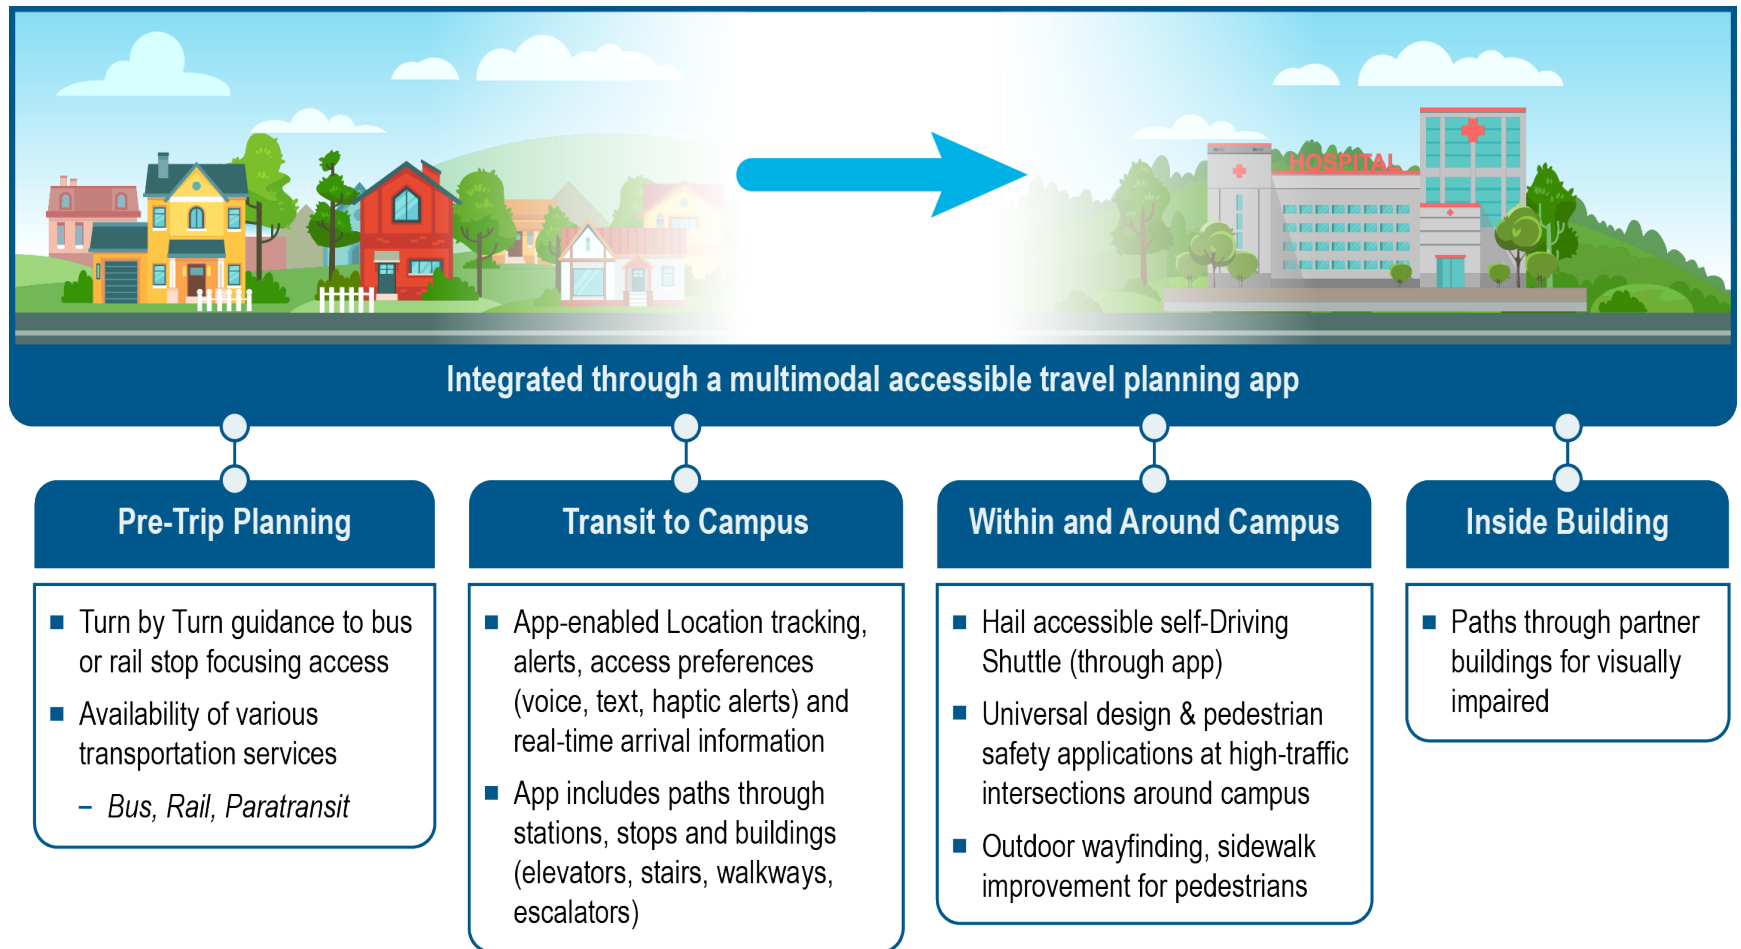 HOSPITAL
Integrated through a multimodal accessible travel planning app
Pre-Trip Planning
■ Turn by Turn guidance to bus
or rail stop focusing access
■ Availability of various
transportation services
– Bus, Rail, Paratransit
Transit to Campus
■ App-enabled Location tracking,
alerts, access preferences
(voice, text, haptic alerts) and
real-time arrival information
■ App includes paths through
stations, stops and buildings
(elevators, stairs, walkways,
escalators)
Within and Around Campus
■ Hail accessible self-Driving
Shuttle (through app)
■ Universal design & pedestrian
safety applications at high-traffic
intersections around campus
■ Outdoor wayfinding, sidewalk
improvement for pedestrians
Inside Building
■ Paths through partner
buildings for visually
impaired